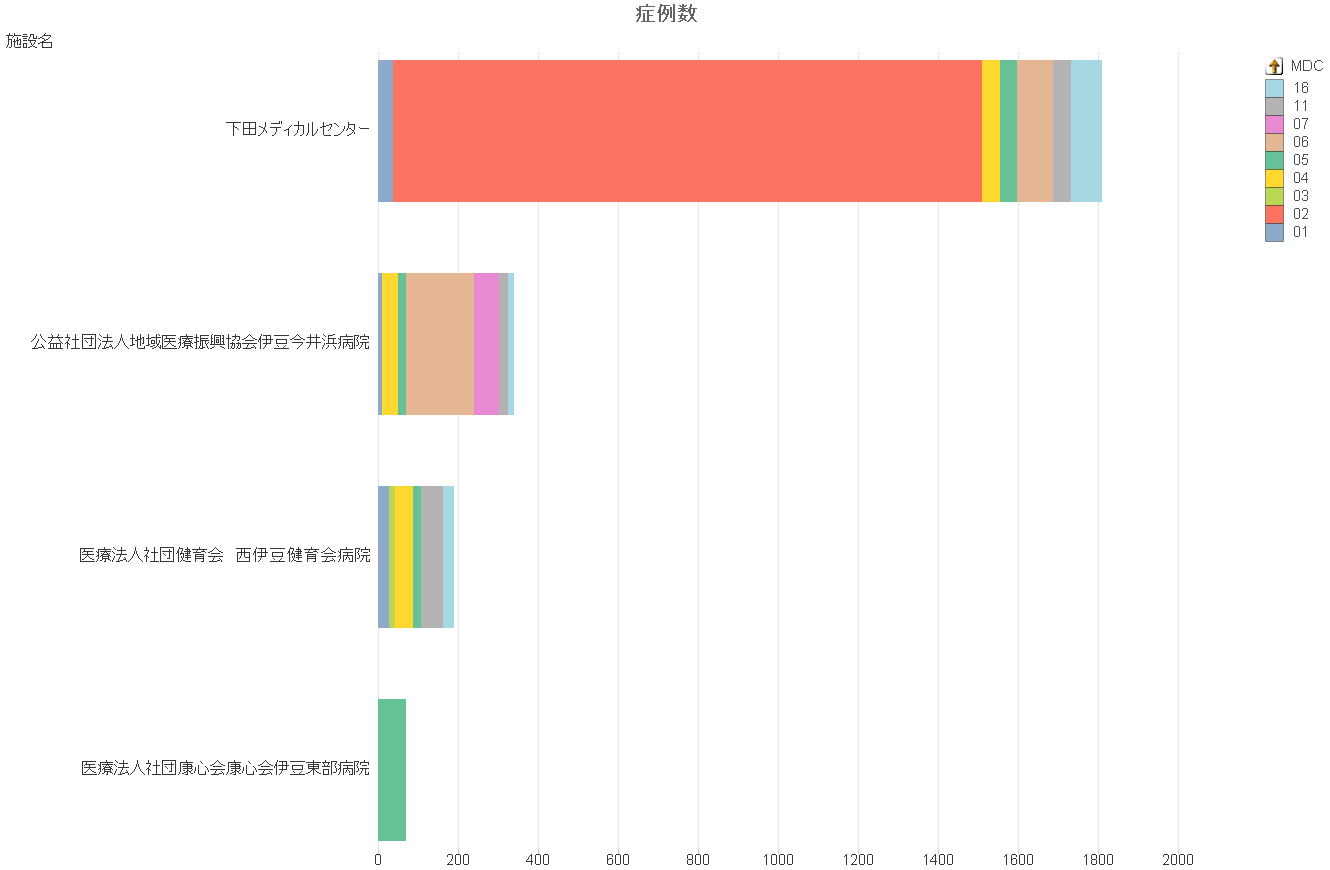 症例数
施設名
MDC
16
11
07
06
05
04
03
02
01
下田メディカルセンター
公益社団法人地域医療振興協会伊豆今井浜病院
医療法人社団健育会　西伊豆健育会病院
医療法人社団康心会康心会伊豆東部病院
0 200 400 600 800 1000 1200 1400 1600 1800 2000